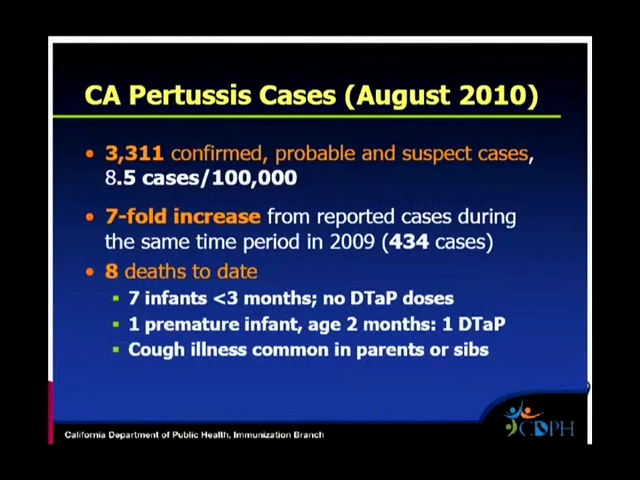 CA Pertussis Cases (August 2010)
• 3,311 confirmed, probable and suspect cases,
8.5 cases/100,000
• 7-fold increase from reported cases during
the same time period in 2009 (434 cases)
• 8 deaths to date
▪ 7 infants <3 months; no DTaP doses
▪ 1 premature infant, age 2 months: 1 DTaP
▪ Cough illness common in parents or sibs
California Department of Public Health, Immunization Branch
CDPH